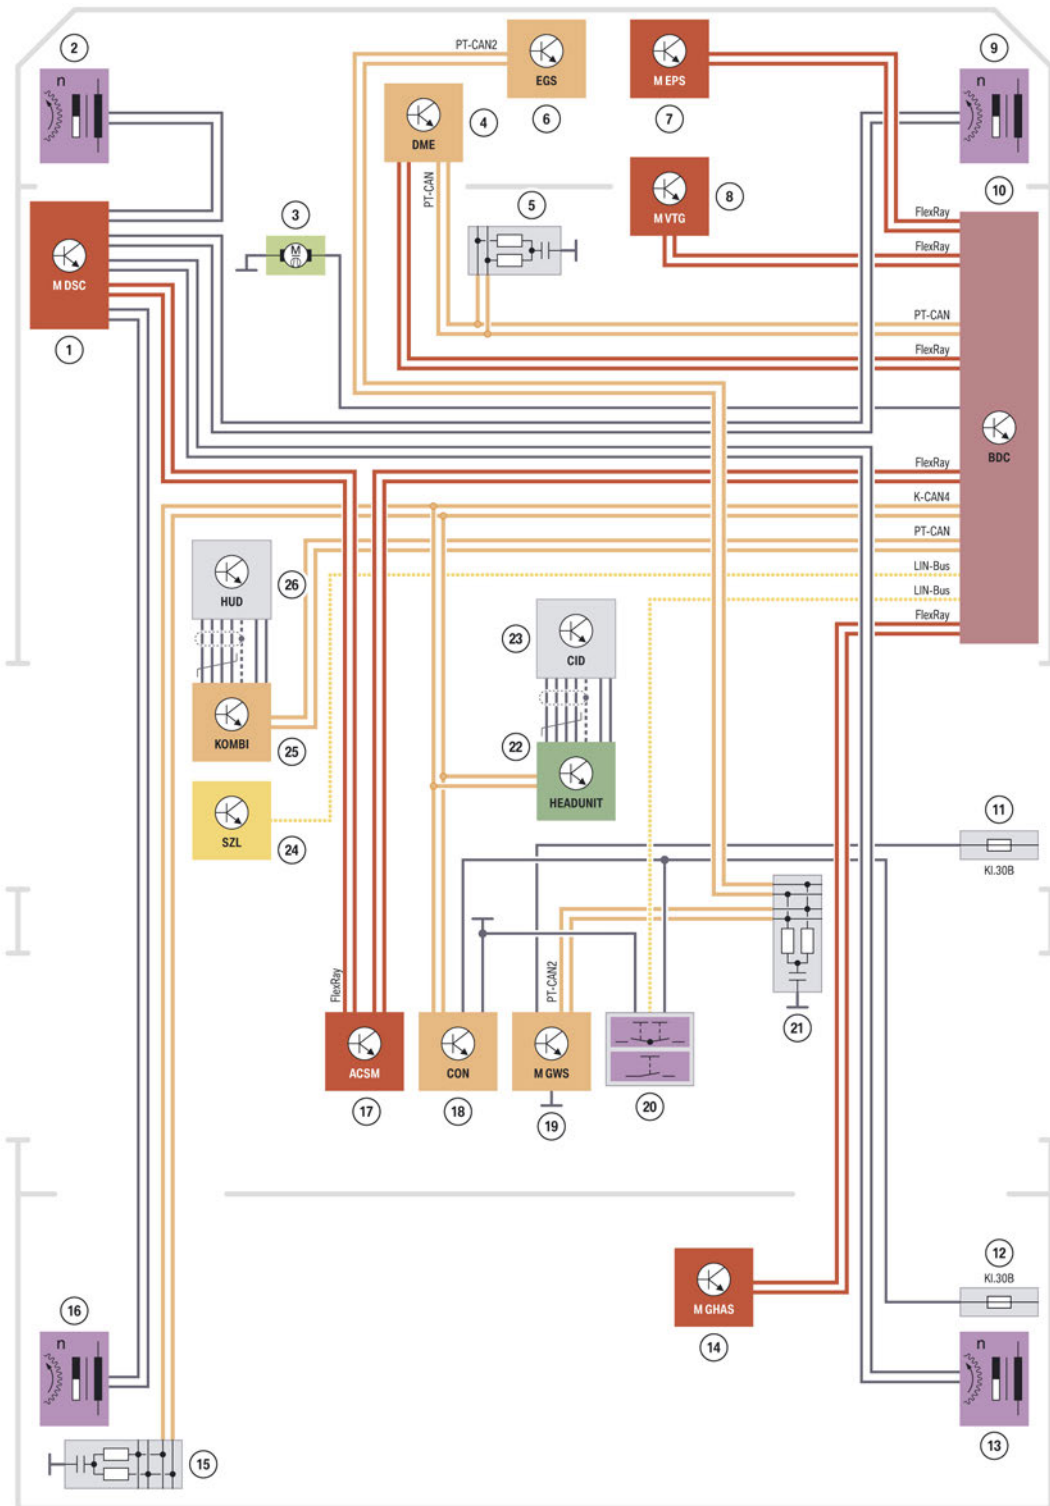 2
n
PT-CAN2
EGS
6
M EPS
7
9
n
DME
4
PT-CAN
M VTG
8
5
3
M
10
FlexRay
FlexRay
M DSC
1
PT-CAN
FlexRay
BDC
FlexRay
K-CAN4
PT-CAN
LIN-Bus
LIN-Bus
FlexRay
HUD
26
23
CID
KOMBI
25
22
HEADUNIT
SZL
24
11
Kl.30B
FlexRay
PT-CAN2
ACSM
17
CON
18
M GWS
19
20
21
12
Kl.30B
M GHAS
14
16
n
n
13
15